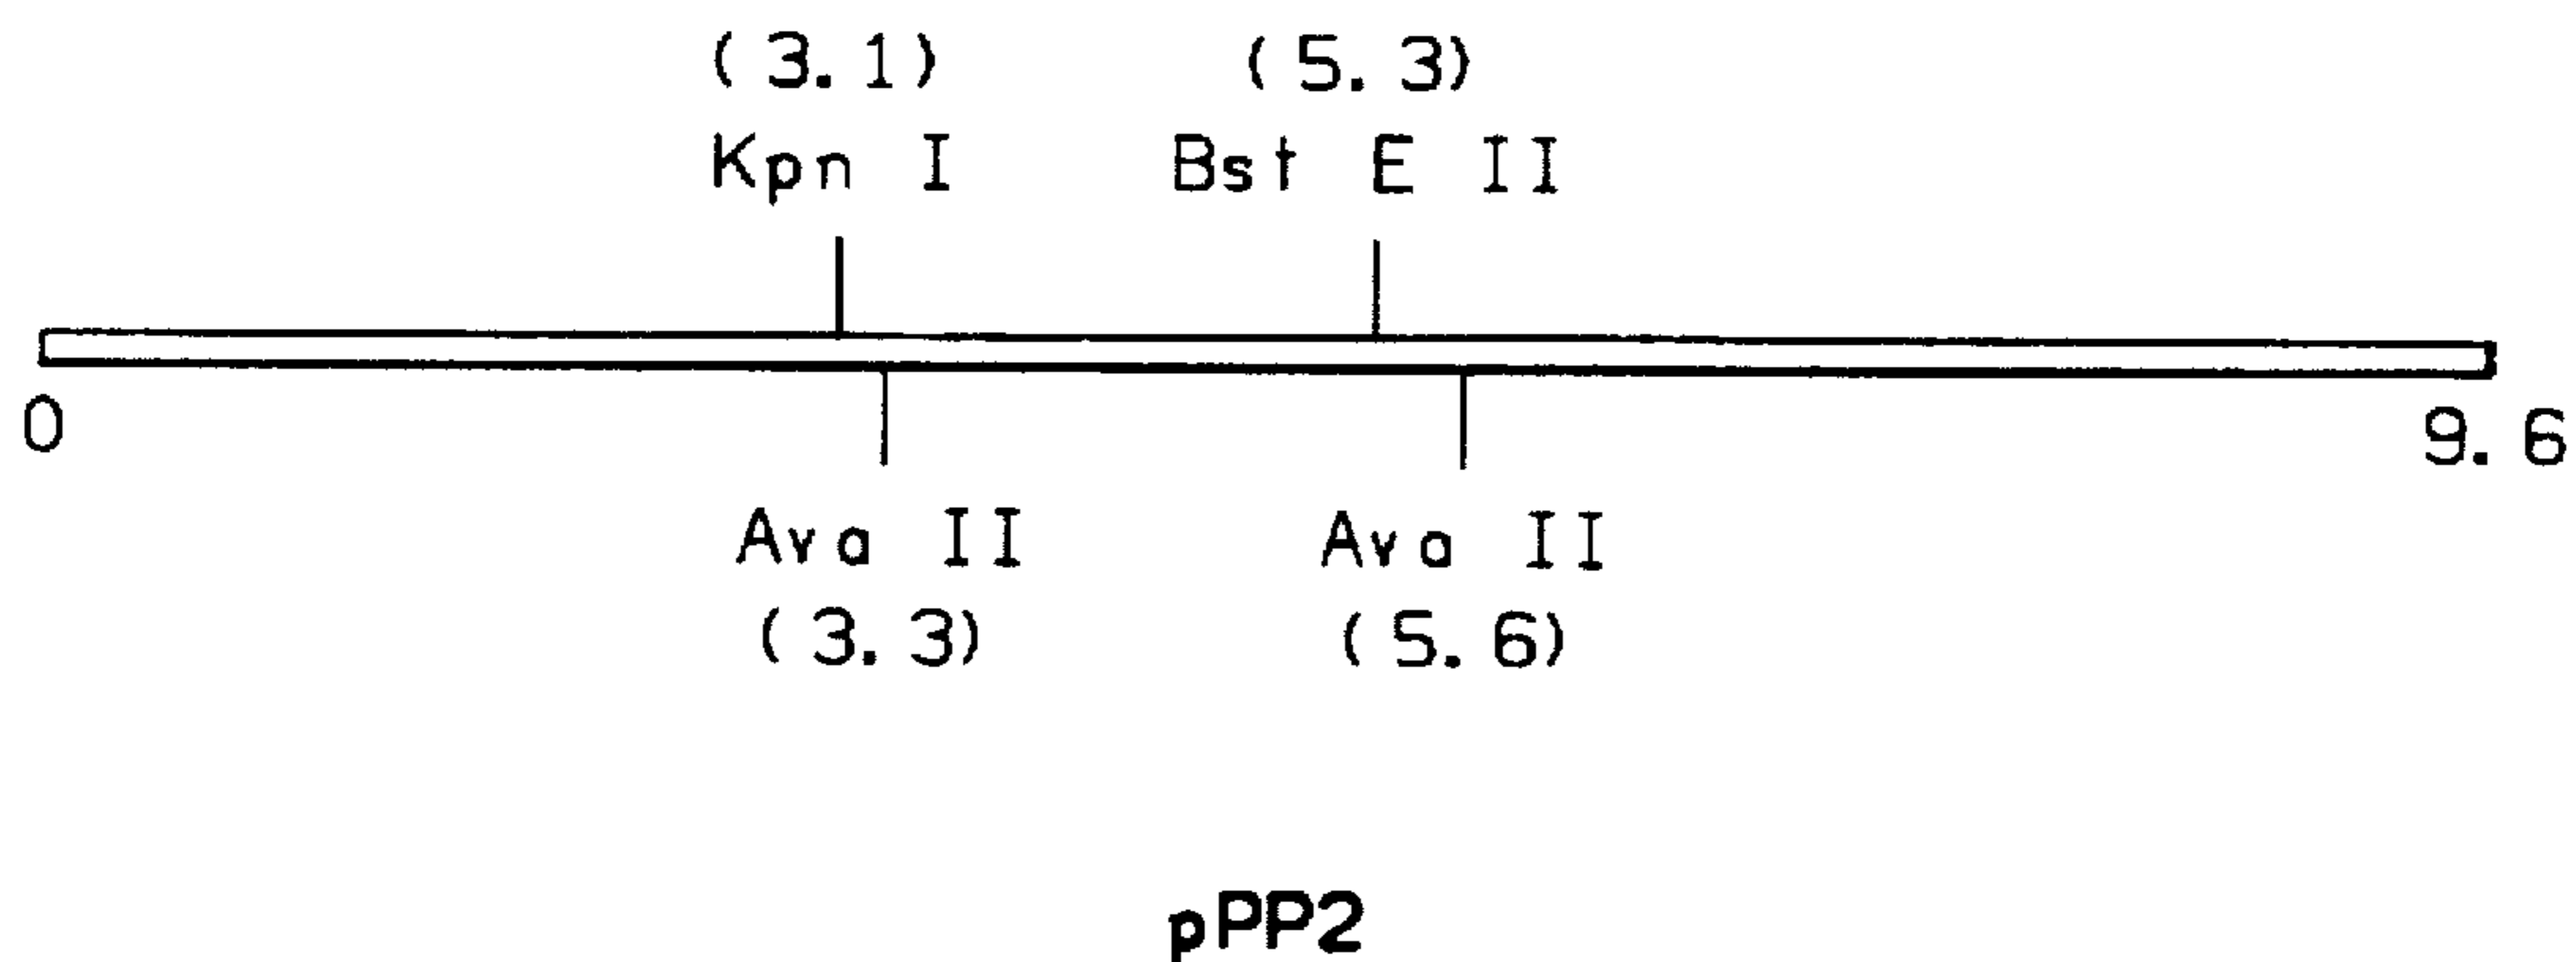 (3.1) (5.3)
Kpn I Bst E II
0 9.6
Ava II Ava II
(3.3) (5.6)
pPP2